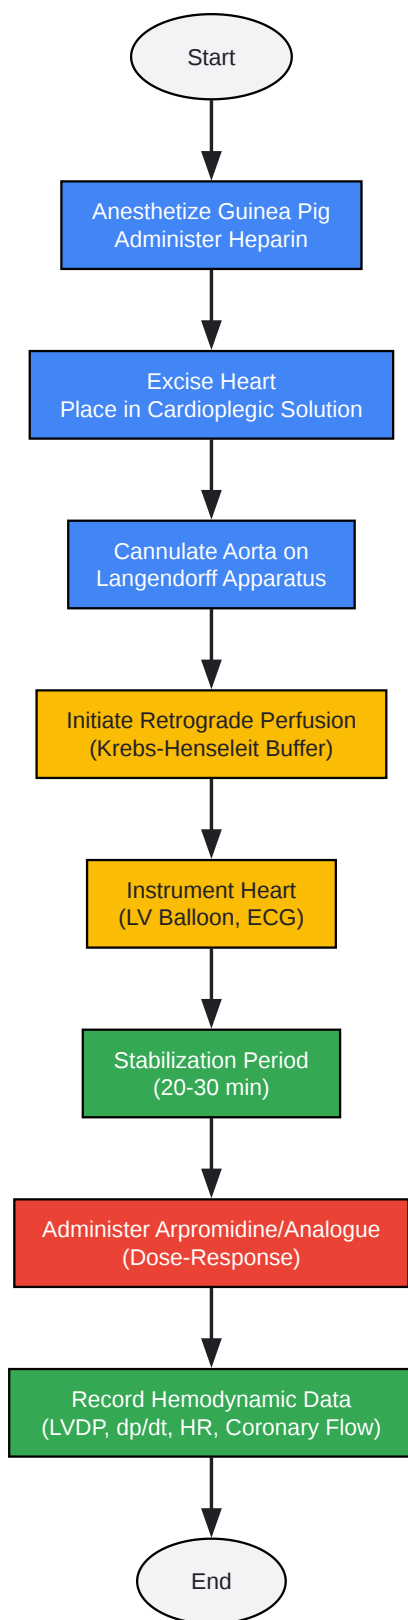 Start
Anesthetize Guinea Pig
Administer Heparin
Excise Heart
Place in Cardioplegic Solution
Cannulate Aorta on
Langendorff Apparatus
Initiate Retrograde Perfusion
(Krebs-Henseleit Buffer)
Instrument Heart
(LV Balloon, ECG)
Stabilization Period
(20-30 min)
Administer Arpromidine/Analogue
(Dose-Response)
Record Hemodynamic Data
(LVDP, dp/dt, HR, Coronary Flow)
End